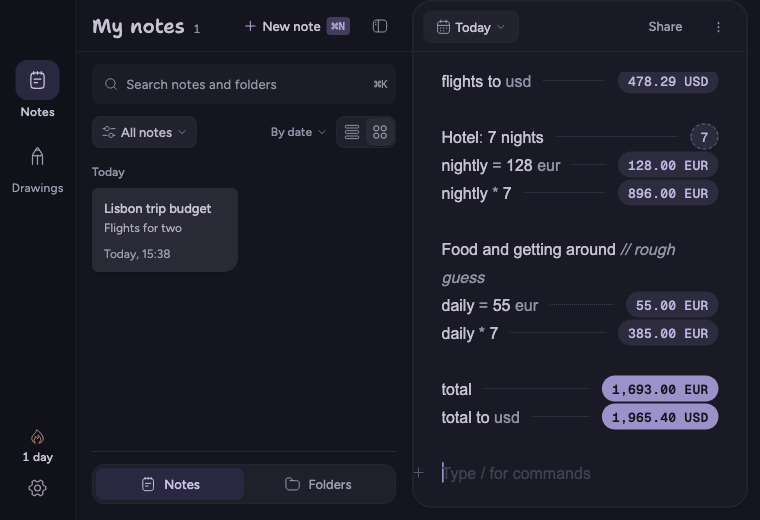 Notes
Drawings
1 day
My notes 1
New note ⌘N
Search notes and folders ⌘K
All notes
By date
Today
Lisbon trip budget
Flights for two
Today, 15:38
Notes
Folders
Today
Share
flights to usd 478.29 USD
Hotel: 7 nights 7
nightly = 128 eur 128.00 EUR
nightly * 7 896.00 EUR
Food and getting around // rough
guess
daily = 55 eur 55.00 EUR
daily * 7 385.00 EUR
total 1,693.00 EUR
total to usd 1,965.40 USD
+ Type / for commands